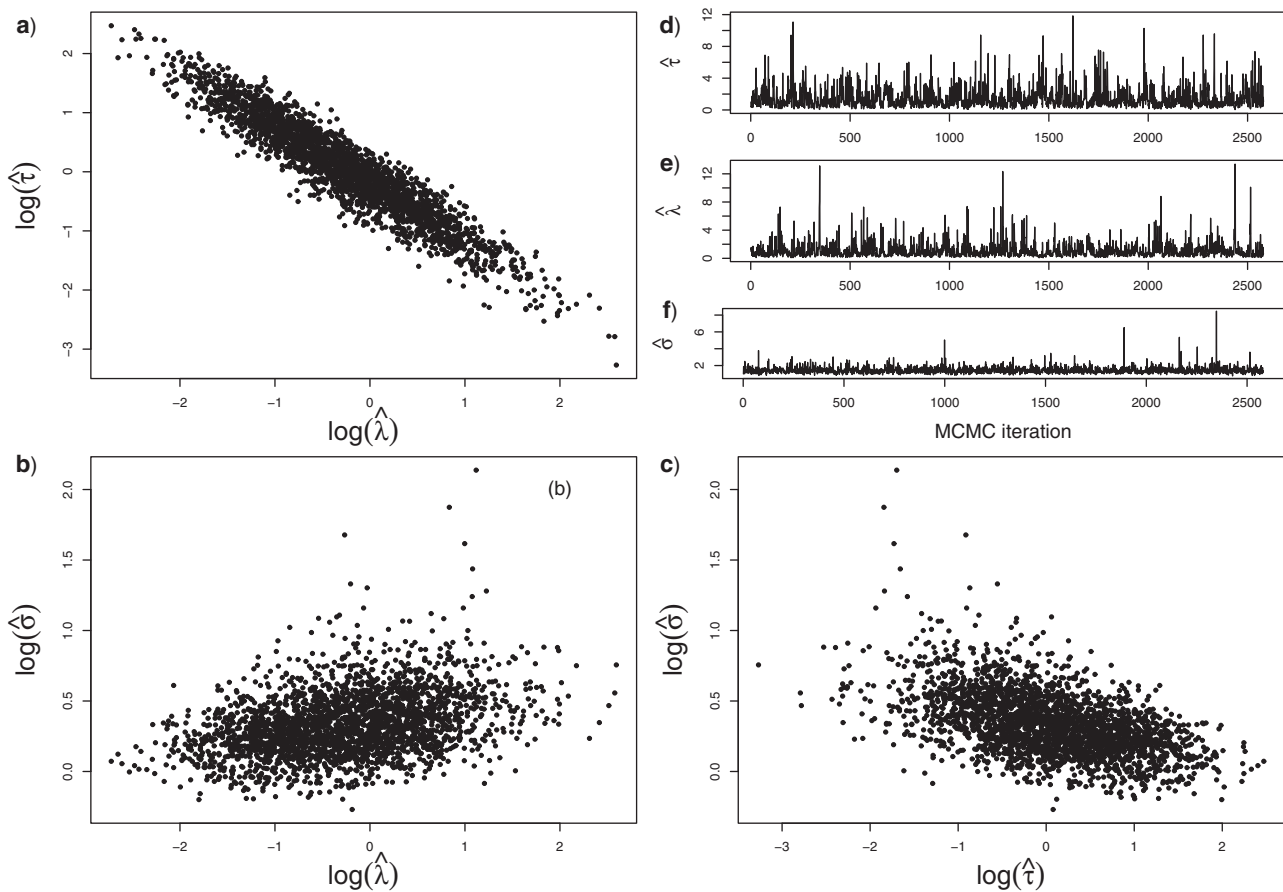 a)
log(τ̂)
2
1
0
−1
−2
−3
−2 −1 0 1 2
log(λ̂)
d)
τ̂
12
8
4
0
0 500 1000 1500 2000 2500
e)
λ̂
12
8
4
0
0 500 1000 1500 2000 2500
f)
σ̂
6
2
0 500 1000 1500 2000 2500
MCMC iteration
b)
(b)
log(σ̂)
2.0
1.5
1.0
0.5
0.0
−2 −1 0 1 2
log(λ̂)
c)
log(σ̂)
2.0
1.5
1.0
0.5
0.0
−3 −2 −1 0 1 2
log(τ̂)